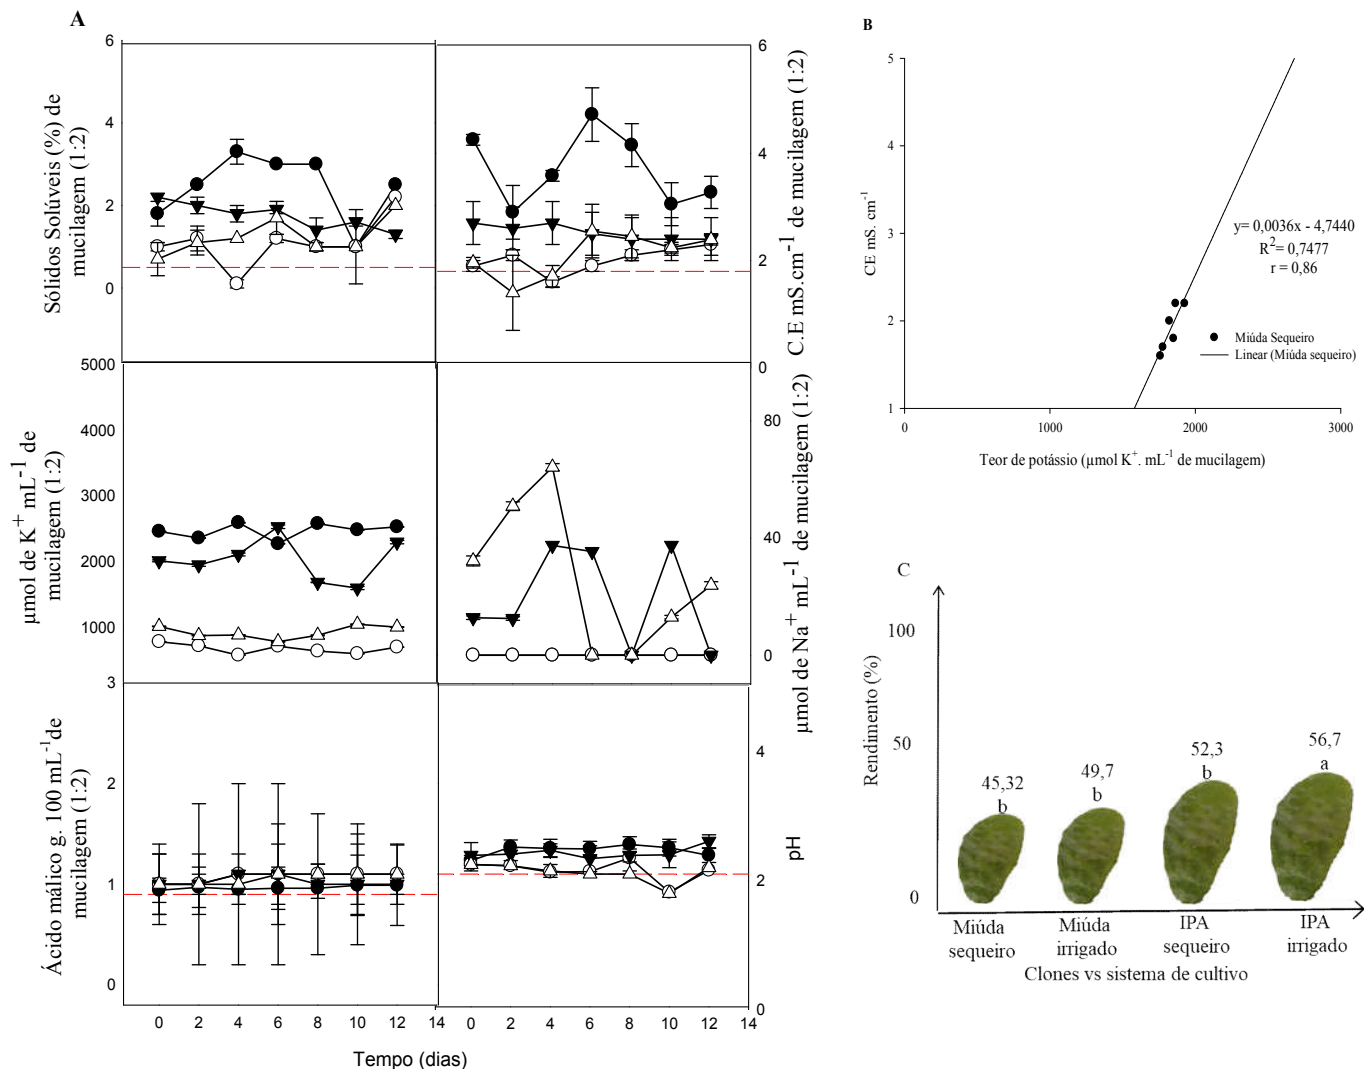 A
6
4
2
0
Sólidos Solúveis (%) de
mucilagem (1:2)
6
4
2
0
C.E mS.cm-1 de mucilagem (1:2)
5000
4000
3000
2000
1000
µmol de K+ mL-1 de
mucilagem (1:2)
80
40
0
µmol de Na+ mL-1 de mucilagem (1:2)
3
2
1
0
Ácido málico g. 100 mL-1de
mucilagem (1:2)
4
2
0
pH
0 2 4 6 8 10 12 14
0 2 4 6 8 10 12 14
Tempo (dias)
B
5
4
3
2
1
CE mS. cm-1
y= 0,0036x - 4,7440
R2= 0,7477
r = 0,86
Miúda Sequeiro
Linear (Miúda sequeiro)
0 1000 2000 3000
Teor de potássio (µmol K+. mL-1 de mucilagem)
C
100
50
0
Rendimento (%)
45,32
b
49,7
b
52,3
b
56,7
a
Miúda
sequeiro
Miúda
irrigado
IPA
sequeiro
IPA
irrigado
Clones vs sistema de cultivo